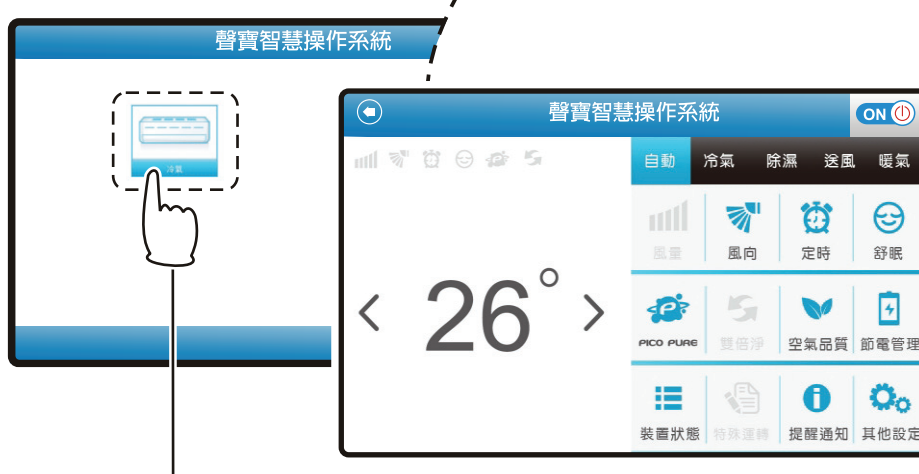 聲寶智慧操作系統
冷氣
聲寶智慧操作系統
ON
自動 冷氣 除濕 送風 暖氣
風量 風向 定時 舒眠
26°
PICO PURE 雙倍淨 空氣品質 節電管理
裝置狀態 特殊運轉 提醒通知 其他設定